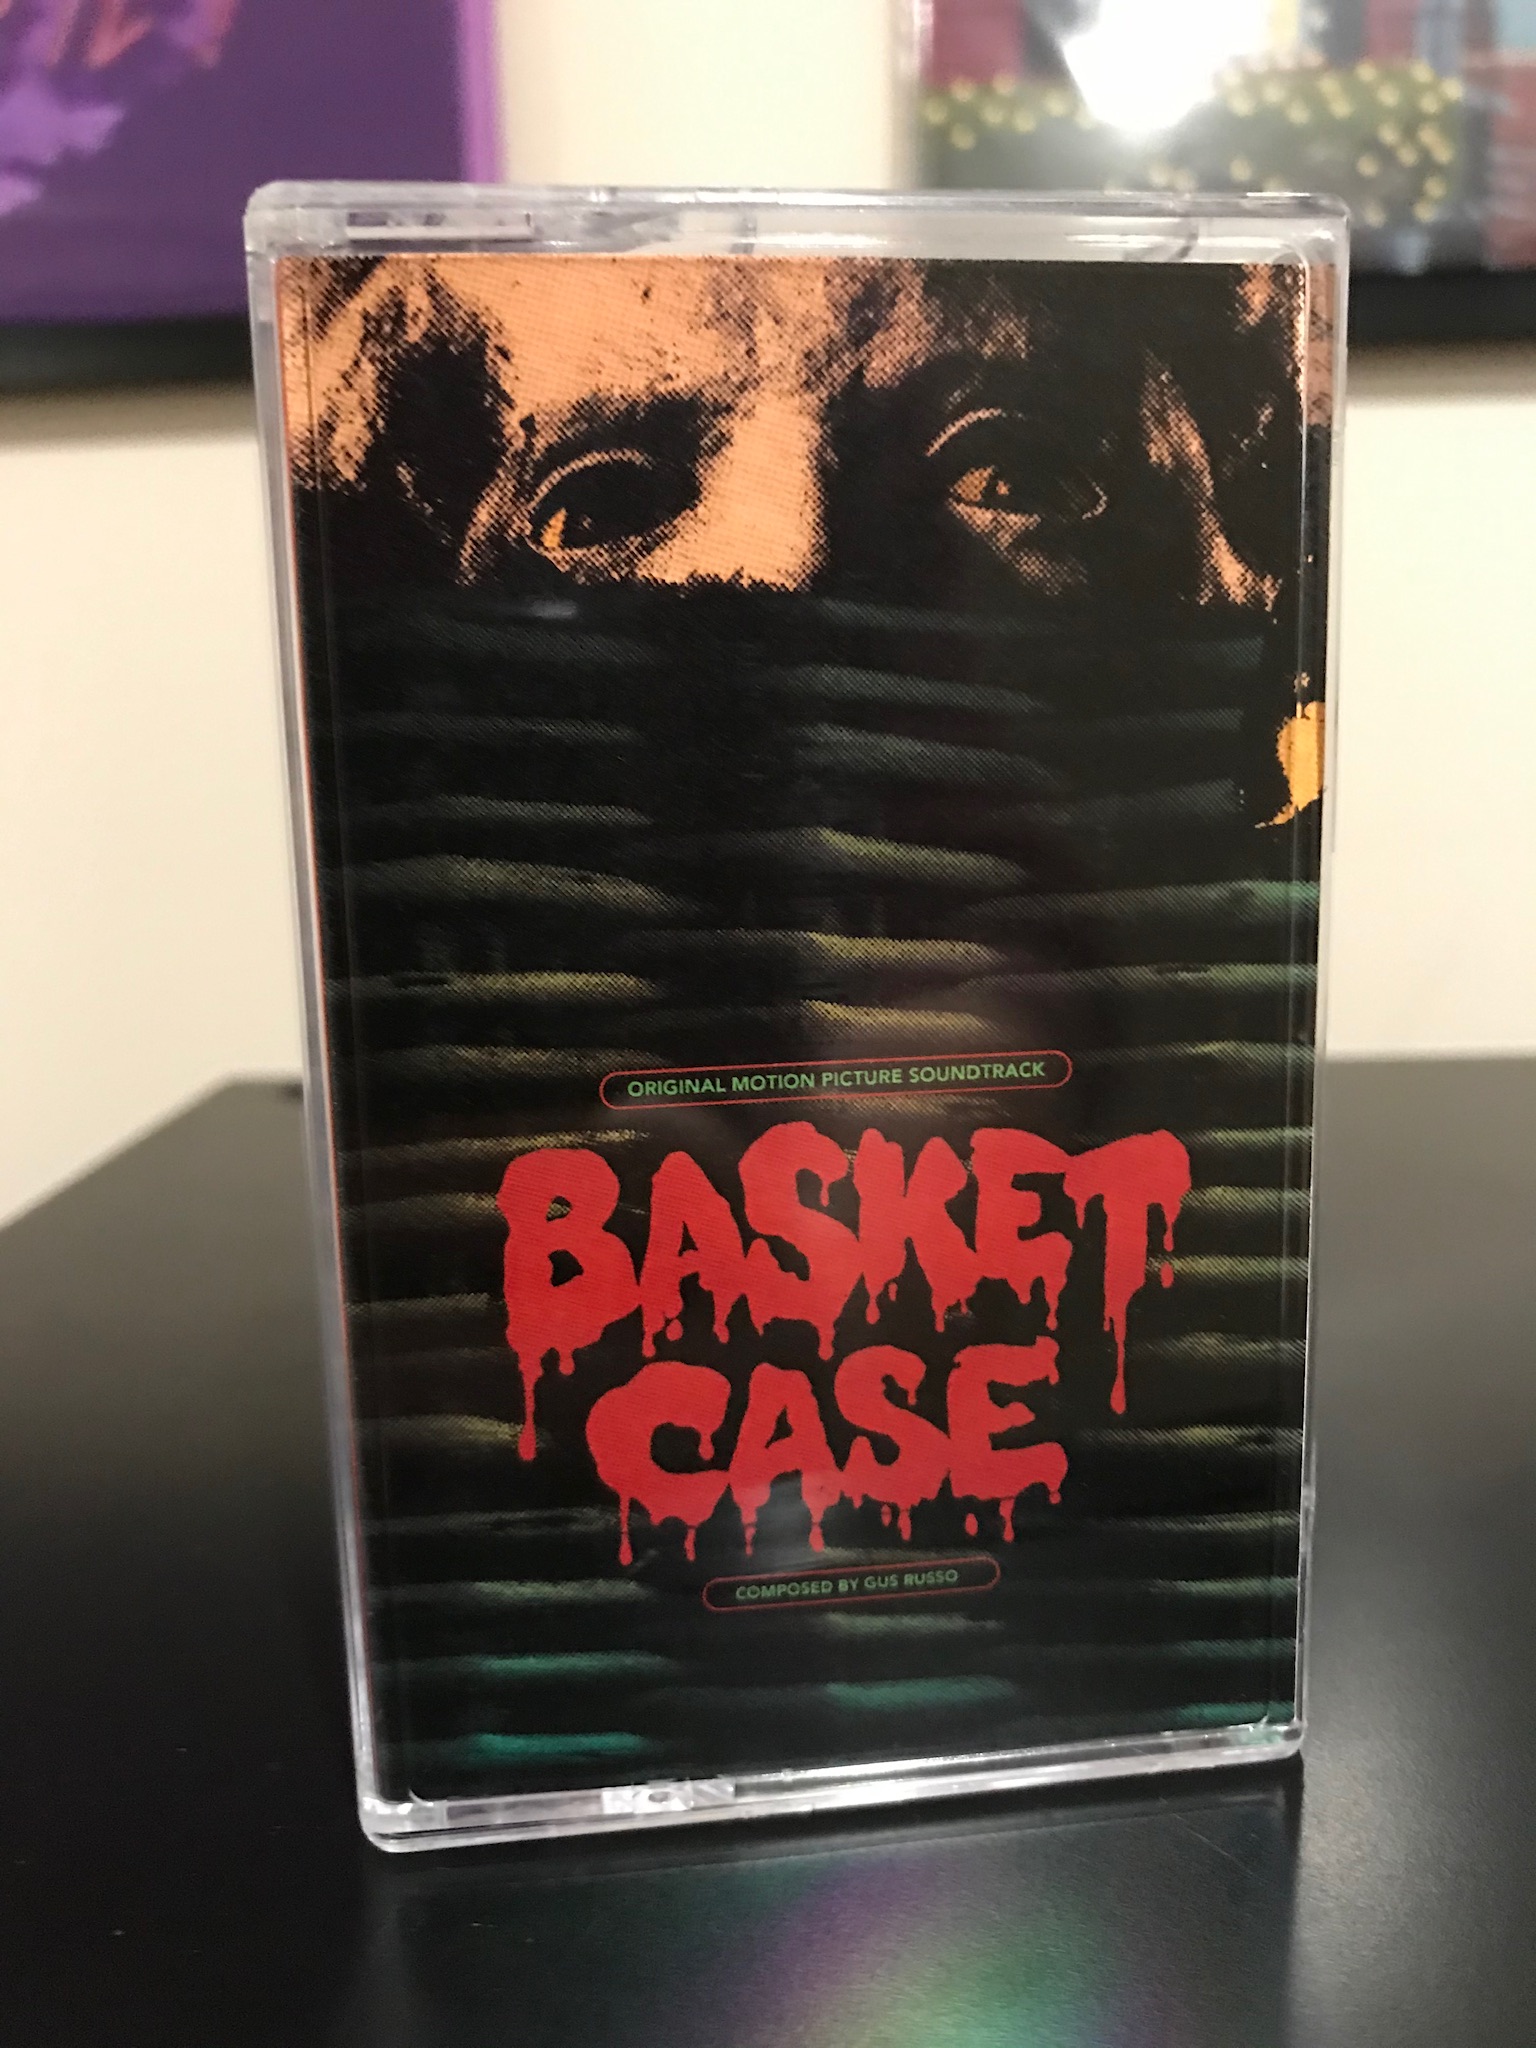 ORIGINAL MOTION PICTURE SOUNDTRACK
BASKET
CASE
COMPOSED BY GUS RUSSO